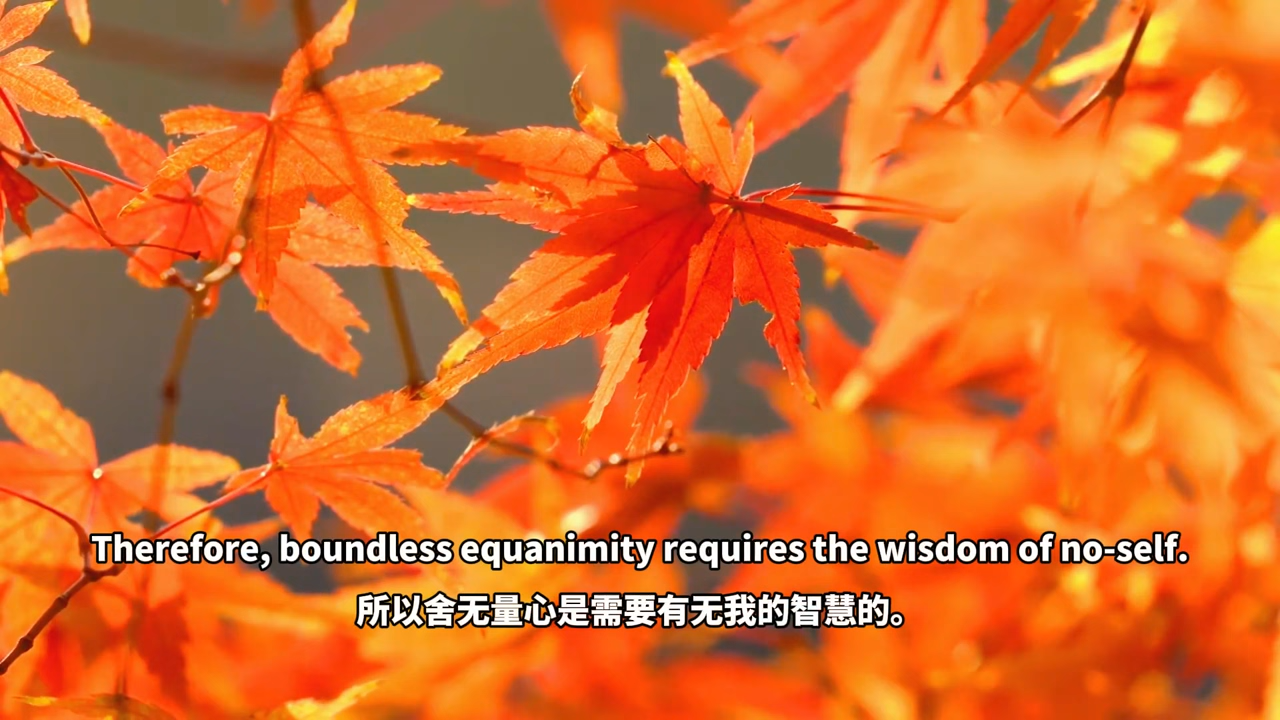 Therefore, boundless equanimity requires the wisdom of no-self.
所以舍无量心是需要有无我的智慧的。